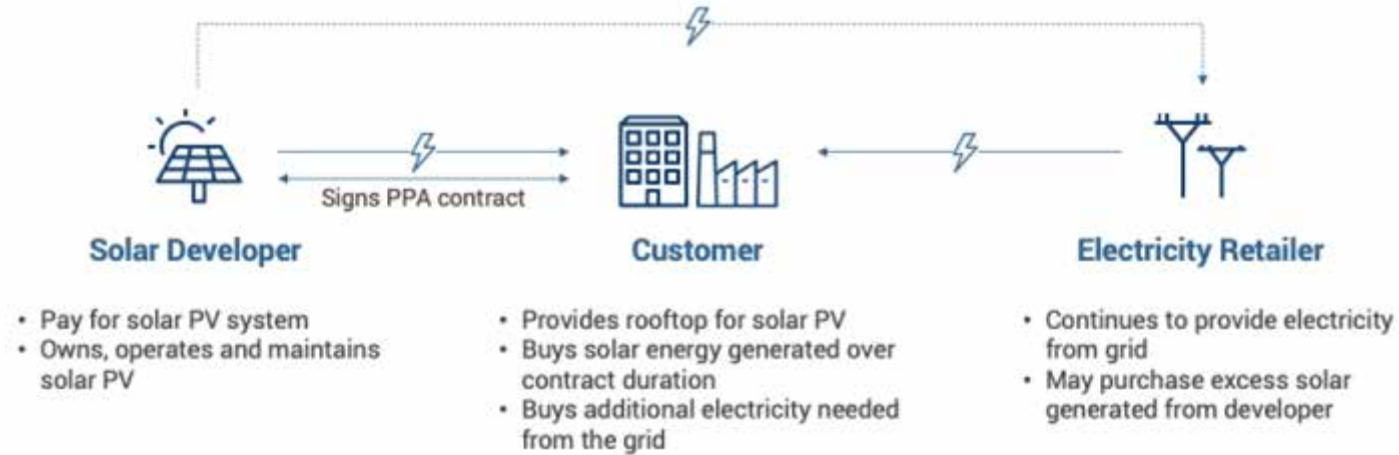 Signs PPA contract
Solar Developer
Customer
Electricity Retailer
• Pay for solar PV system
• Owns, operates and maintains
solar PV
• Provides rooftop for solar PV
• Buys solar energy generated over
contract duration
• Buys additional electricity needed
from the grid
• Continues to provide electricity
from grid
• May purchase excess solar
generated from developer